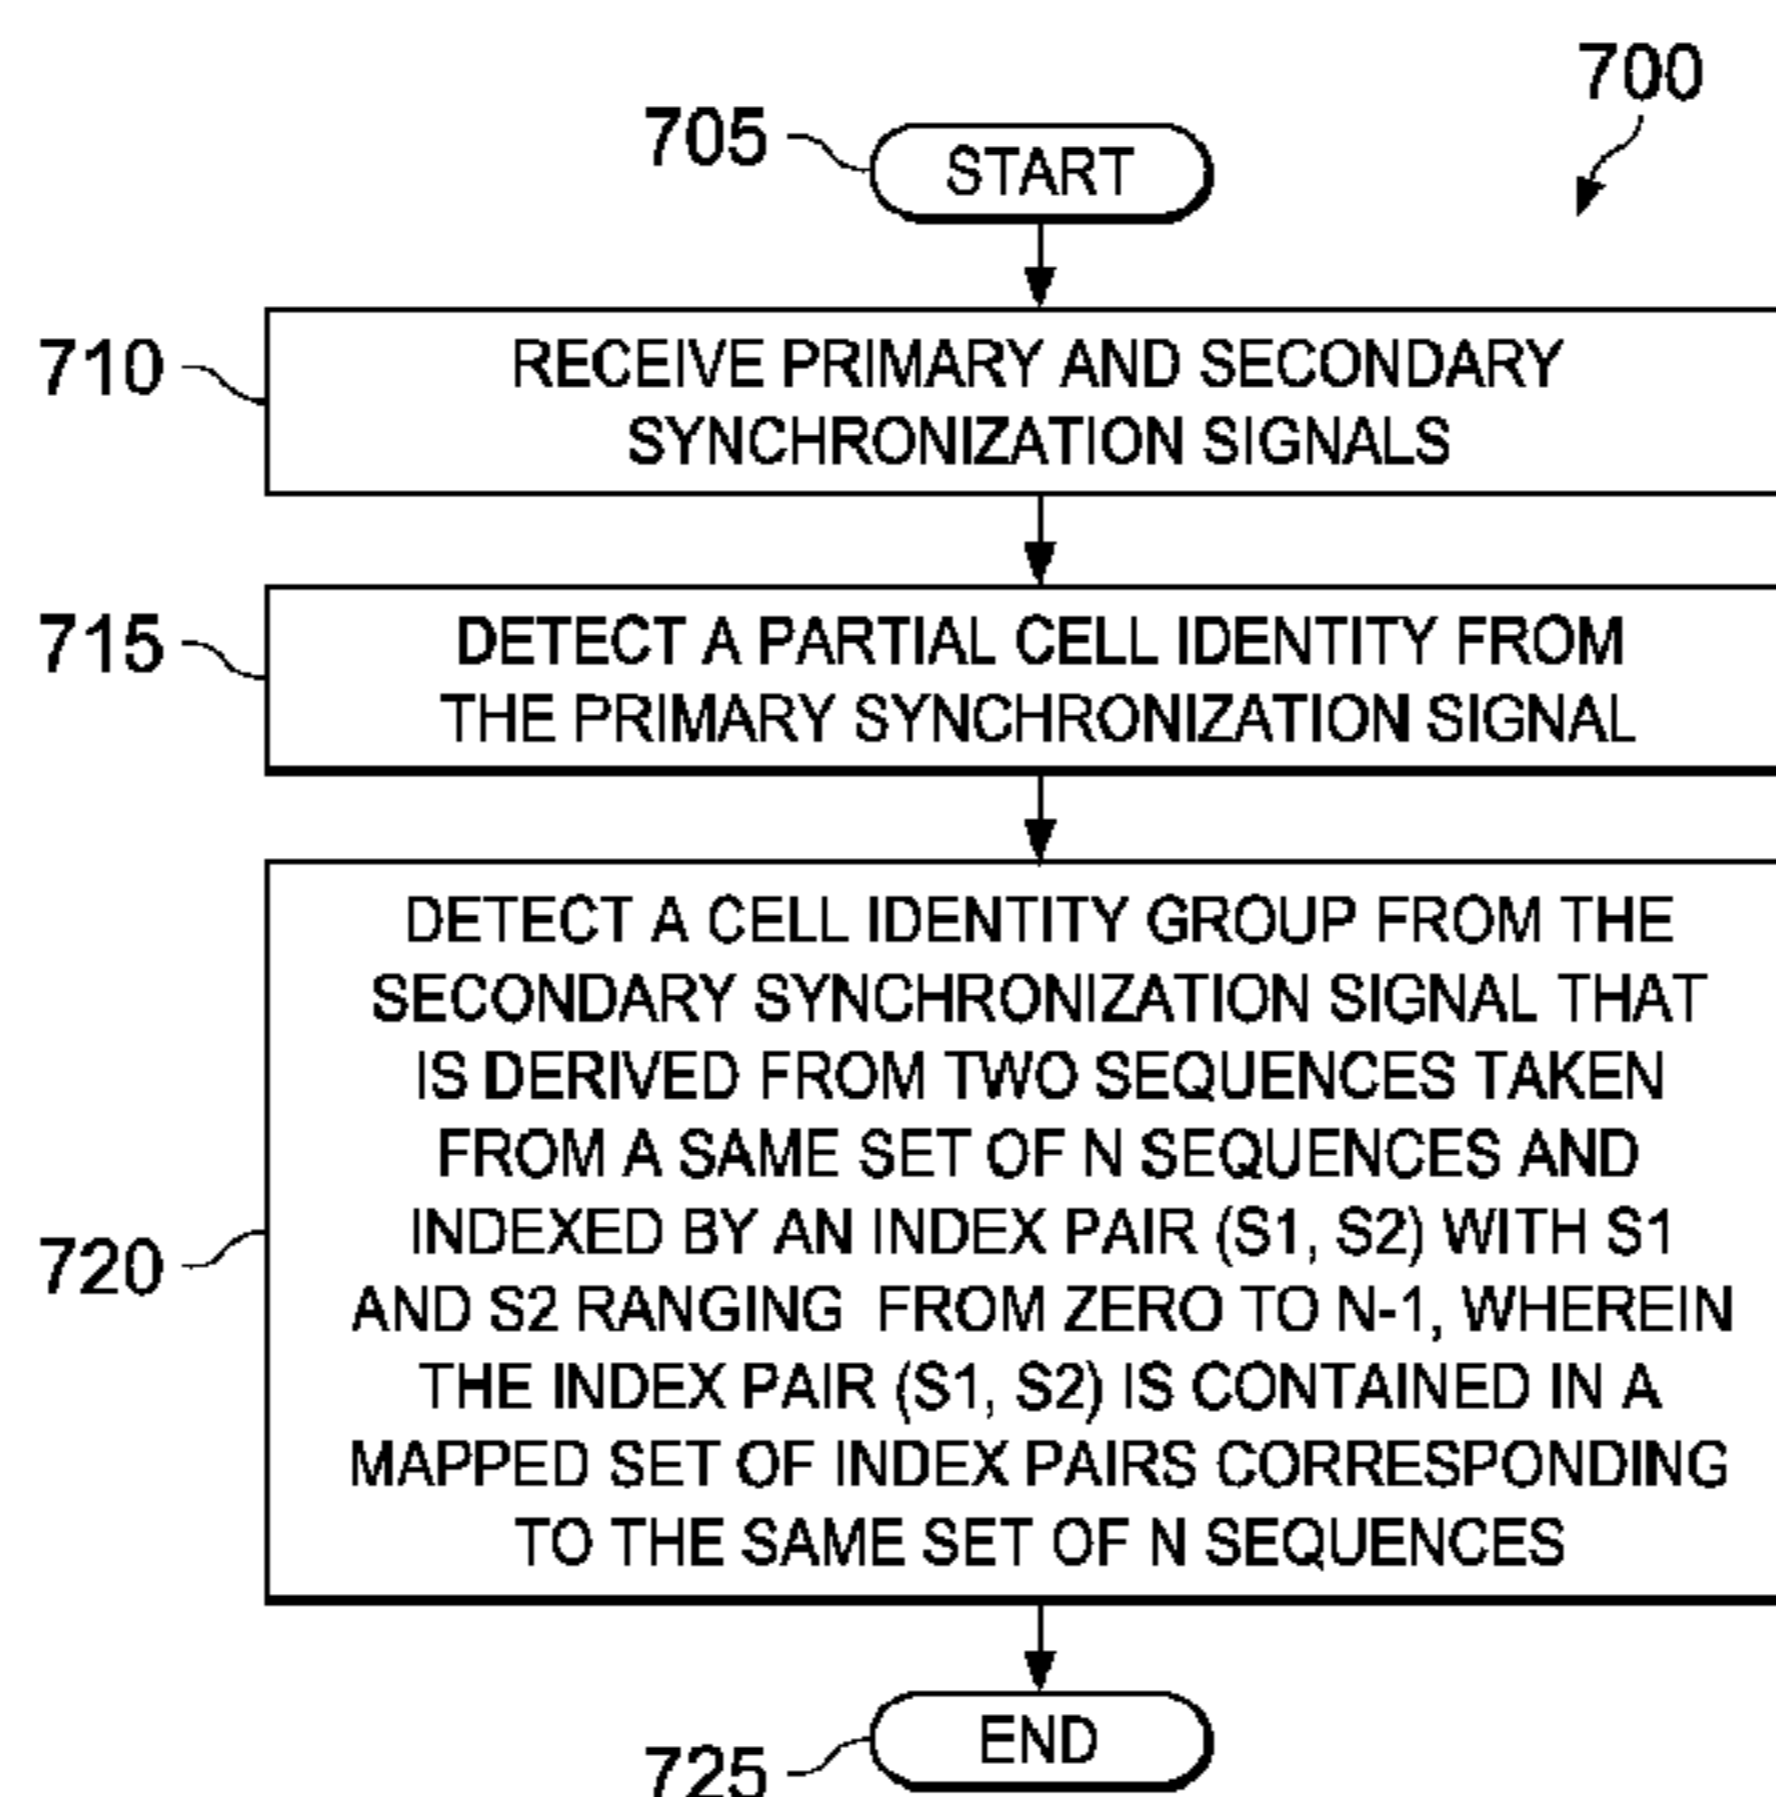 700
705
START
710
RECEIVE PRIMARY AND SECONDARY
SYNCHRONIZATION SIGNALS
715
DETECT A PARTIAL CELL IDENTITY FROM
THE PRIMARY SYNCHRONIZATION SIGNAL
720
DETECT A CELL IDENTITY GROUP FROM THE
SECONDARY SYNCHRONIZATION SIGNAL THAT
IS DERIVED FROM TWO SEQUENCES TAKEN
FROM A SAME SET OF N SEQUENCES AND
INDEXED BY AN INDEX PAIR (S1, S2) WITH S1
AND S2 RANGING FROM ZERO TO N-1, WHEREIN
THE INDEX PAIR (S1, S2) IS CONTAINED IN A
MAPPED SET OF INDEX PAIRS CORRESPONDING
TO THE SAME SET OF N SEQUENCES
725
END